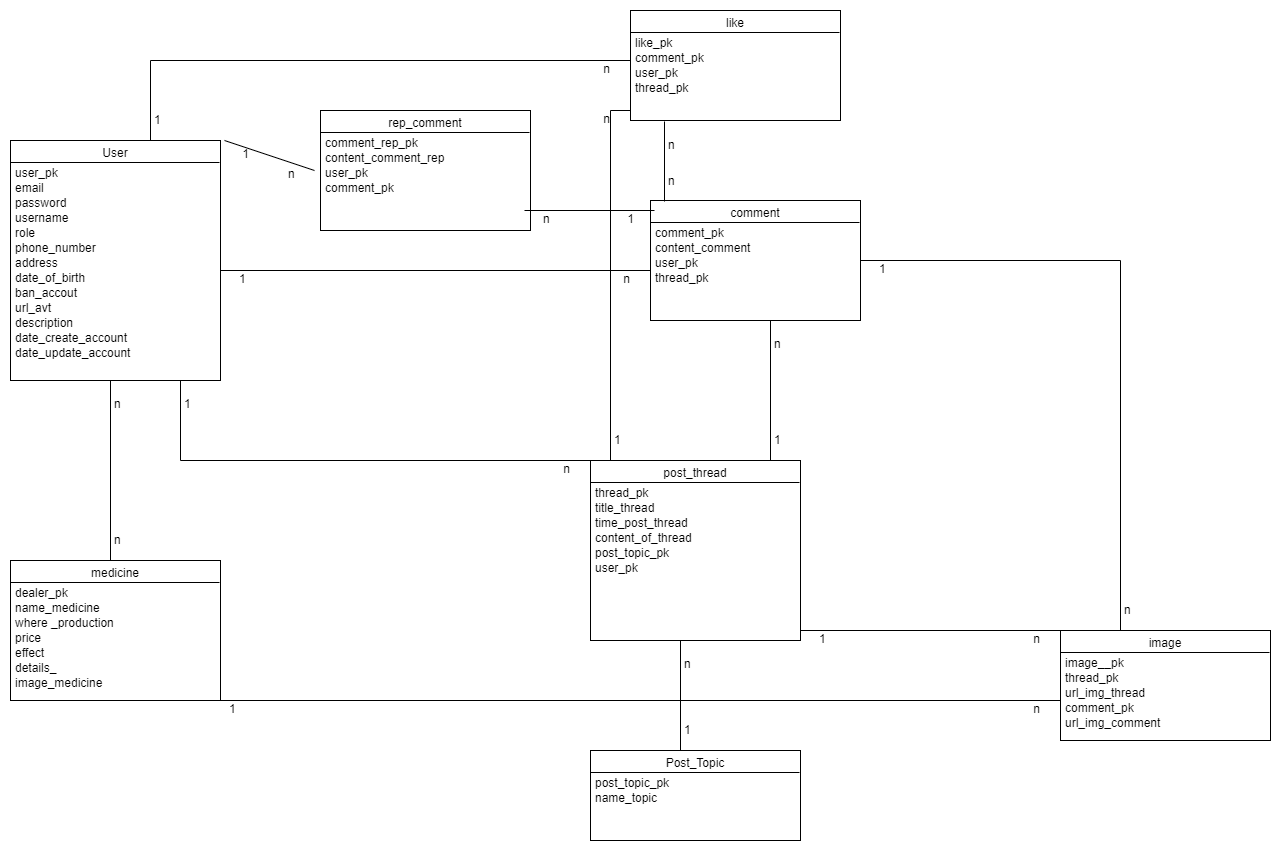 like
like_pk
comment_pk
user_pk
thread_pk
n
1
n
rep_comment
comment_rep_pk
content_comment_rep
user_pk
comment_pk
1
n
n
n
n
1
User
user_pk
email
password
username
role
phone_number
address
date_of_birth
ban_accout
url_avt
description
date_create_account
date_update_account
comment
comment_pk
content_comment
user_pk
thread_pk
1
n
1
n
n
1
1
1
n
post_thread
thread_pk
title_thread
time_post_thread
content_of_thread
post_topic_pk
user_pk
n
medicine
dealer_pk
name_medicine
where _production
price
effect
details_
image_medicine
n
1
n
image
image__pk
thread_pk
url_img_thread
comment_pk
url_img_comment
n
1
n
1
Post_Topic
post_topic_pk
name_topic